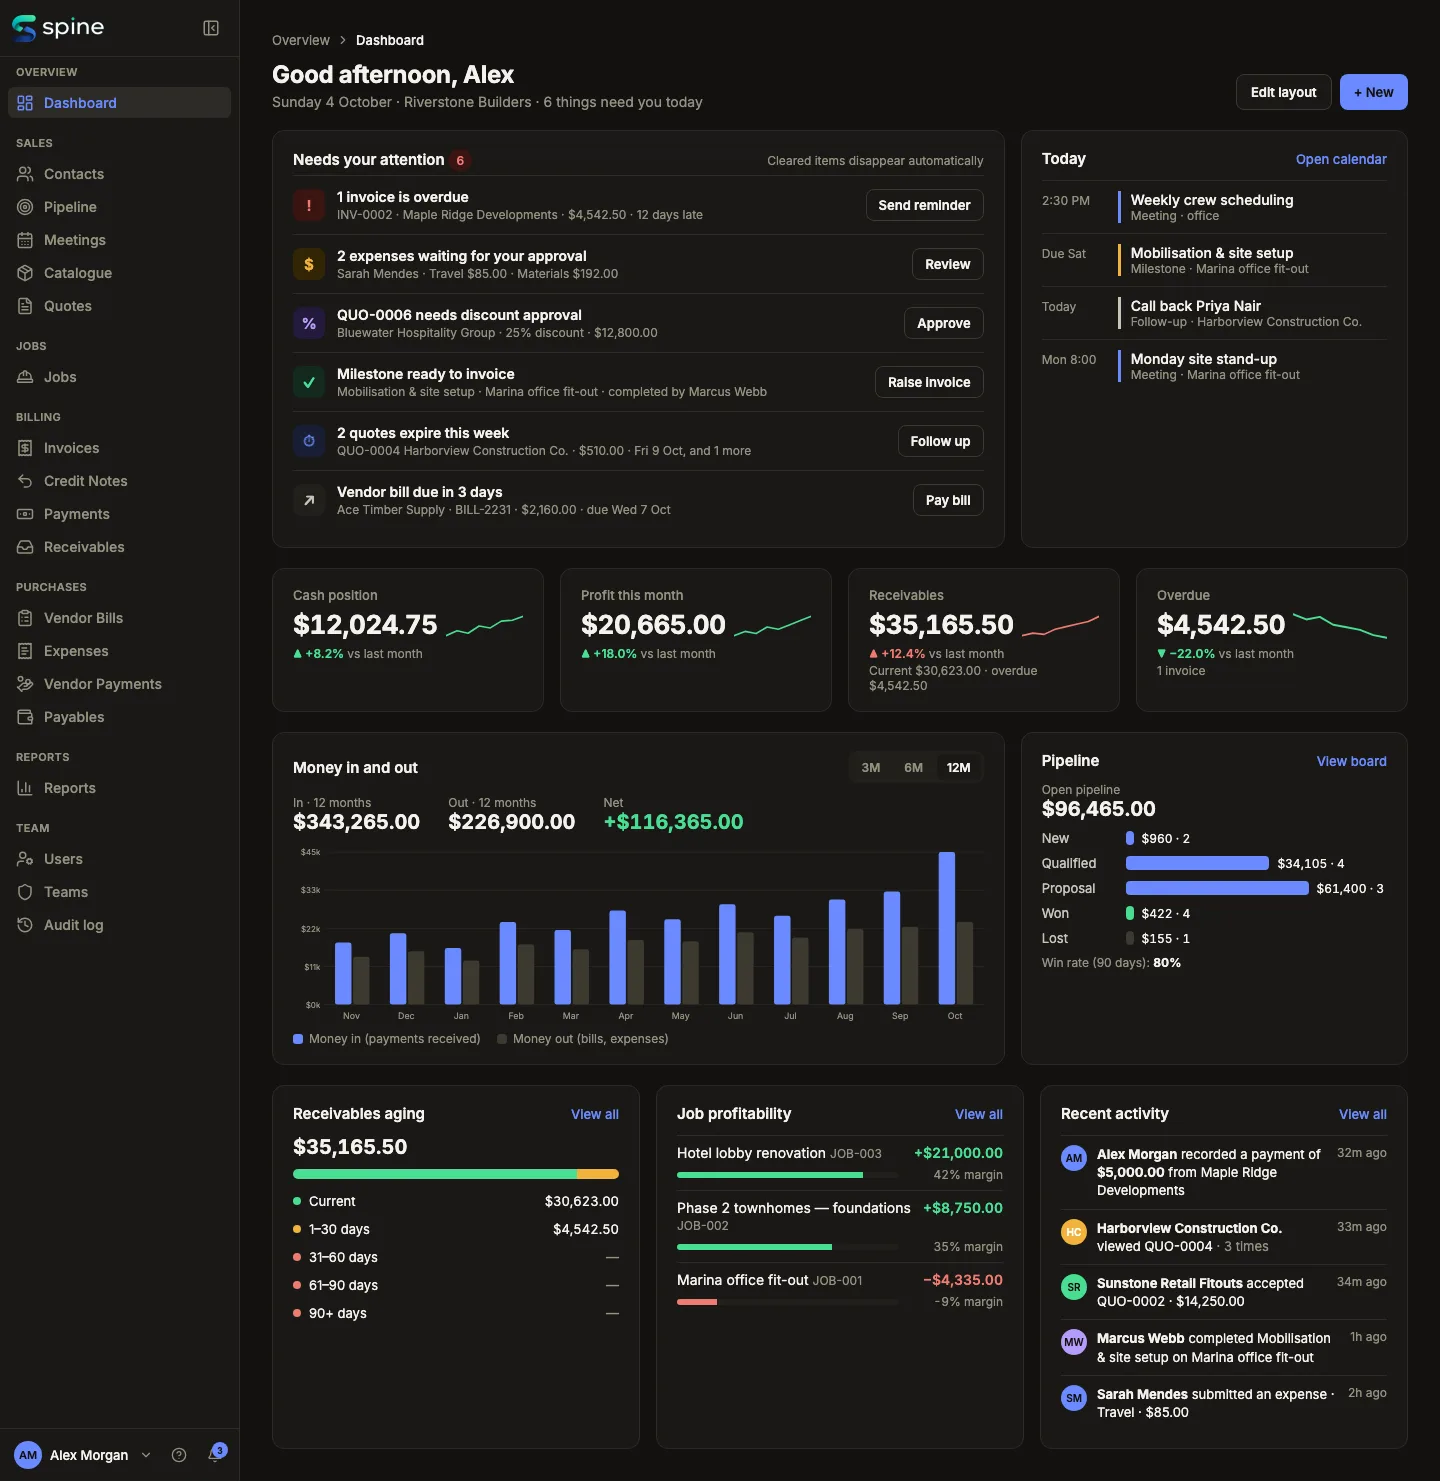 spine
OVERVIEW
Dashboard
SALES
Contacts
Pipeline
Meetings
Catalogue
Quotes
JOBS
Jobs
BILLING
Invoices
Credit Notes
Payments
Receivables
PURCHASES
Vendor Bills
Expenses
Vendor Payments
Payables
REPORTS
Reports
TEAM
Users
Teams
Audit log
AM Alex Morgan 3
Overview > Dashboard
Good afternoon, Alex
Sunday 4 October · Riverstone Builders · 6 things need you today
Edit layout
+ New
Needs your attention 6
Cleared items disappear automatically
!
1 invoice is overdue
INV-0002 · Maple Ridge Developments · $4,542.50 · 12 days late
Send reminder
$
2 expenses waiting for your approval
Sarah Mendes · Travel $85.00 · Materials $192.00
Review
%
QUO-0006 needs discount approval
Bluewater Hospitality Group · 25% discount · $12,800.00
Approve
✓
Milestone ready to invoice
Mobilisation & site setup · Marina office fit-out · completed by Marcus Webb
Raise invoice
⏱
2 quotes expire this week
QUO-0004 Harborview Construction Co. · $510.00 · Fri 9 Oct, and 1 more
Follow up
↗
Vendor bill due in 3 days
Ace Timber Supply · BILL-2231 · $2,160.00 · due Wed 7 Oct
Pay bill
Today
Open calendar
2:30 PM
Weekly crew scheduling
Meeting · office
Due Sat
Mobilisation & site setup
Milestone · Marina office fit-out
Today
Call back Priya Nair
Follow-up · Harborview Construction Co.
Mon 8:00
Monday site stand-up
Meeting · Marina office fit-out
Cash position
$12,024.75
▲ +8.2% vs last month
Profit this month
$20,665.00
▲ +18.0% vs last month
Receivables
$35,165.50
▲ +12.4% vs last month
Current $30,623.00 · overdue
$4,542.50
Overdue
$4,542.50
▼ −22.0% vs last month
1 invoice
Money in and out
3M 6M 12M
In · 12 months
$343,265.00
Out · 12 months
$226,900.00
Net
+$116,365.00
$45k
$33k
$22k
$11k
$0k
Nov Dec Jan Feb Mar Apr May Jun Jul Aug Sep Oct
Money in (payments received) Money out (bills, expenses)
Pipeline
View board
Open pipeline
$96,465.00
New $960 · 2
Qualified $34,105 · 4
Proposal $61,400 · 3
Won $422 · 4
Lost $155 · 1
Win rate (90 days): 80%
Receivables aging
View all
$35,165.50
Current $30,623.00
1–30 days $4,542.50
31–60 days —
61–90 days —
90+ days —
Job profitability
View all
Hotel lobby renovation JOB-003 +$21,000.00
42% margin
Phase 2 townhomes — foundations +$8,750.00
JOB-002
35% margin
Marina office fit-out JOB-001 −$4,335.00
-9% margin
Recent activity
View all
AM
Alex Morgan recorded a payment of 32m ago
$5,000.00 from Maple Ridge
Developments
HC
Harborview Construction Co. 33m ago
viewed QUO-0004 · 3 times
SR
Sunstone Retail Fitouts accepted 34m ago
QUO-0002 · $14,250.00
MW
Marcus Webb completed Mobilisation 1h ago
& site setup on Marina office fit-out
SM
Sarah Mendes submitted an expense · 2h ago
Travel · $85.00